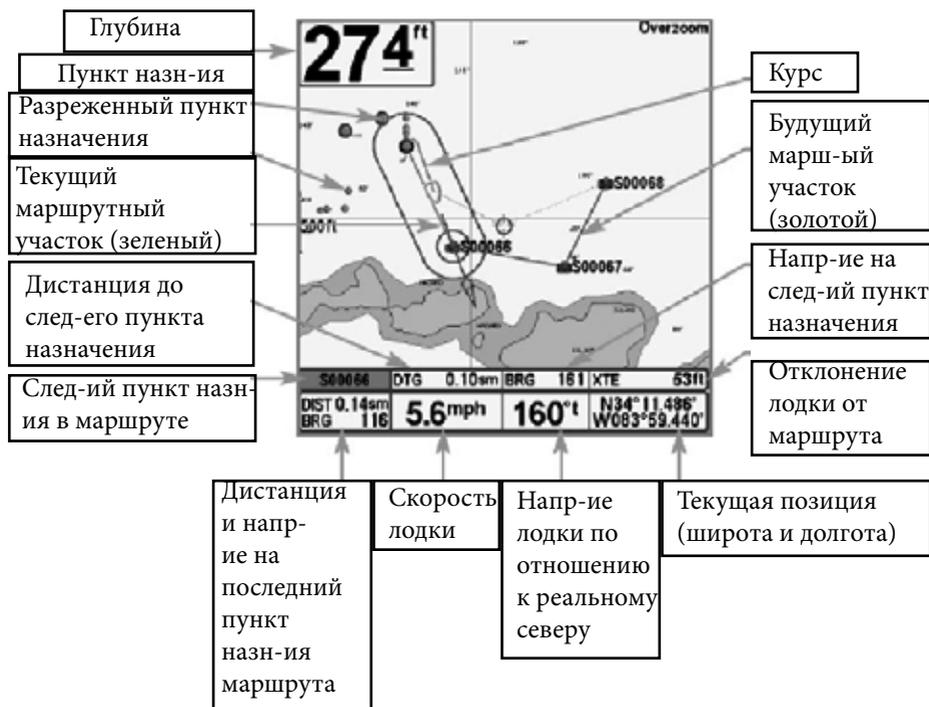 Глубина
Пункт назн-ия
Разреженный пункт
назначения
Текущий
маршрутный
участок (зеленый)
Дистанция до
след-его пункта
назначения
След-ий пункт назн-
ия в маршруте
274 ft
Overzoom
S00068
S00066
S00067
500ft
S00066
DTG 0.10sm
BRG 161
XTE 53ft
DIST 0.14sm
BRG 116
5.6mph
160°t
N34°11.486'
W083°59.440'
Курс
Будущий
марш-ый
участок
(золотой)
Напр-ие на
след-ий пункт
назначения
Отклонение
лодки от
маршрута
Дистанция
и напр-
ие на
последний
пункт
назн-ия
маршрута
Скорость
лодки
Напр-ие
лодки по
отношению
к реальному
северу
Текущая позиция
(широта и долгота)